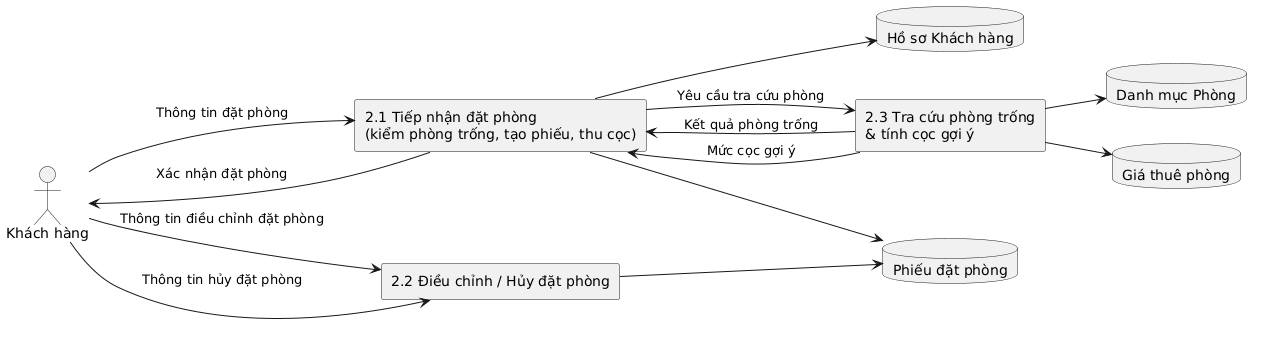 Hồ sơ Khách hàng
Yêu cầu tra cứu phòng
Danh mục Phòng
Thông tin đặt phòng
2.1 Tiếp nhận đặt phòng
(kiểm phòng trống, tạo phiếu, thu cọc)
2.3 Tra cứu phòng trống
& tính cọc gợi ý
Kết quả phòng trống
Mức cọc gợi ý
Giá thuê phòng
Xác nhận đặt phòng
Khách hàng
Thông tin điều chỉnh đặt phòng
Phiếu đặt phòng
Thông tin hủy đặt phòng
2.2 Điều chỉnh / Hủy đặt phòng